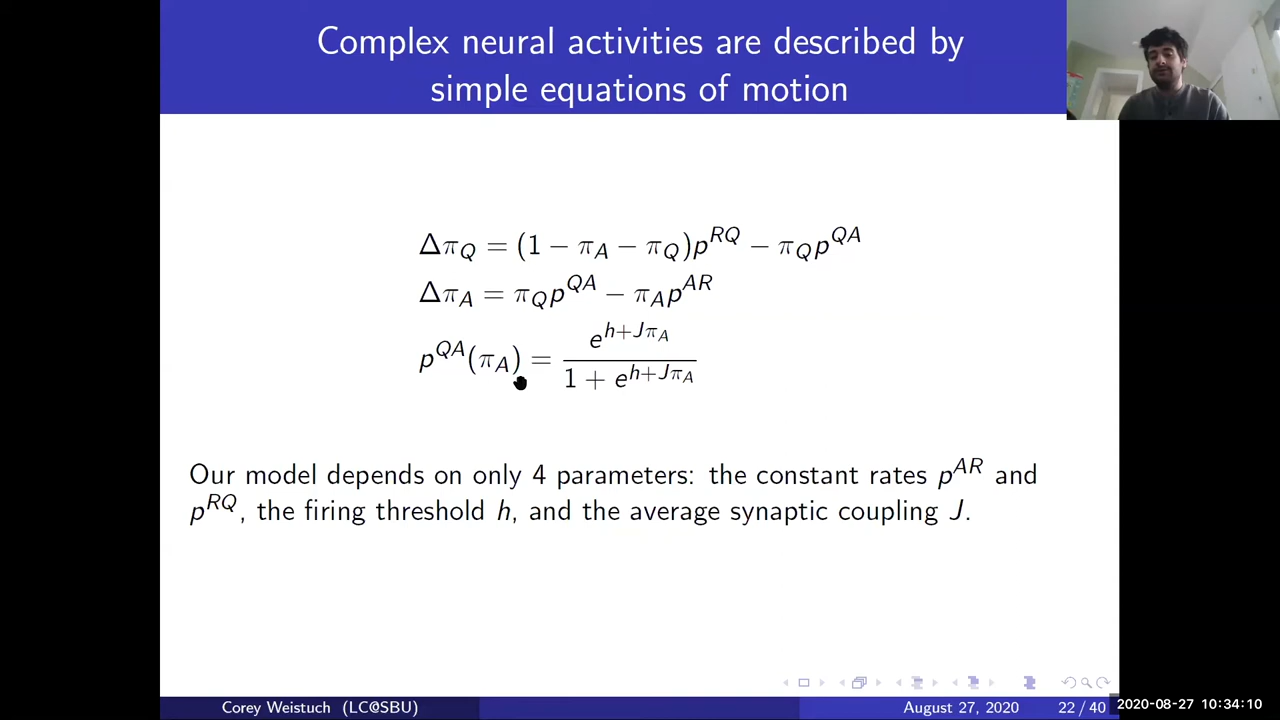 Complex neural activities are described by
simple equations of motion
Δπ_Q = (1 − π_A − π_Q)p^{RQ} − π_Q p^{QA}
Δπ_A = π_Q p^{QA} − π_A p^{AR}
p^{QA}(π_A) = \frac{e^{h+Jπ_A}}{1 + e^{h+Jπ_A}}
Our model depends on only 4 parameters: the constant rates p^{AR} and
p^{RQ}, the firing threshold h, and the average synaptic coupling J.
Corey Weistuch (LC@SBU) August 27, 2020 22 / 40
2020-08-27 10:34:10